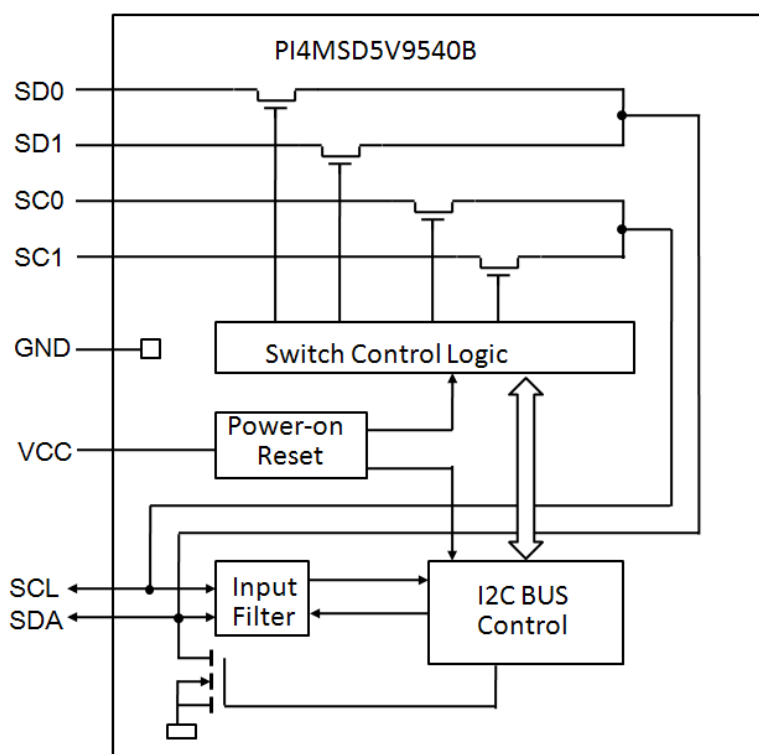 PI4MSD5V9540B
SD0
SD1
SC0
SC1
GND
Switch Control Logic
VCC
Power-on
Reset
SCL
SDA
Input
Filter
I2C BUS
Control